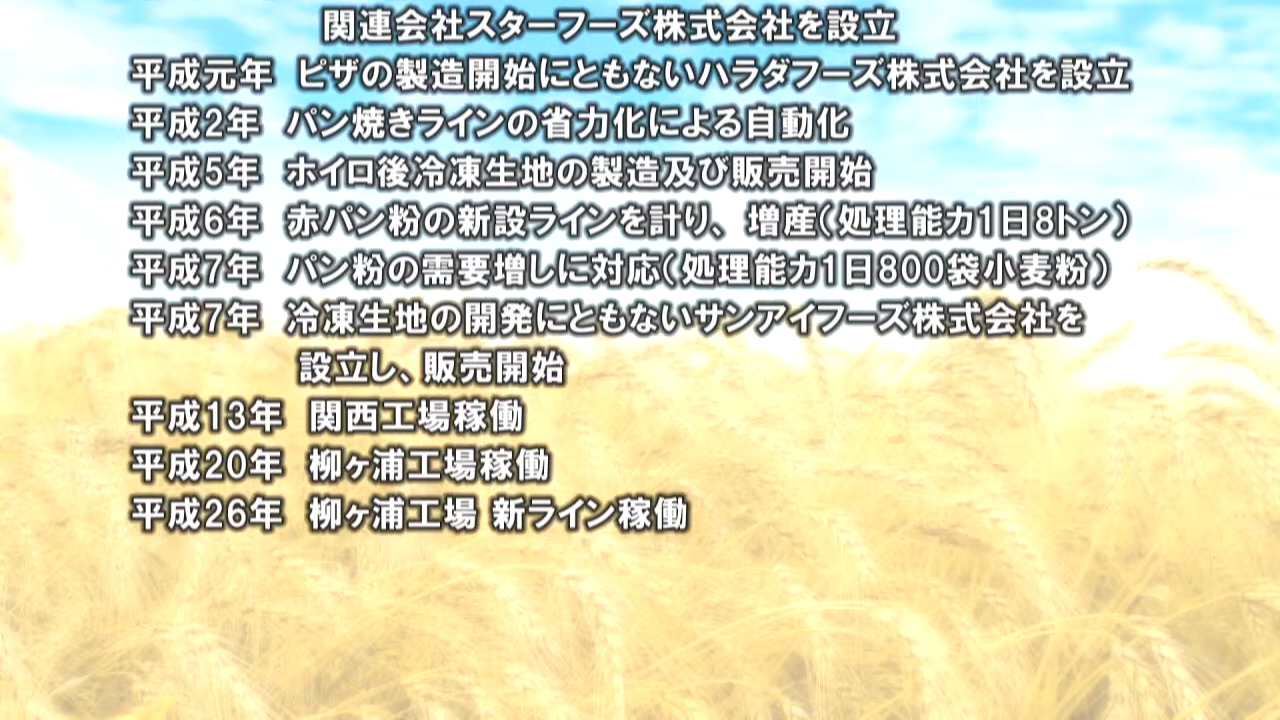 関連会社スターフーズ株式会社を設立
平成元年 ピザの製造開始にともないハラダフーズ株式会社を設立
平成2年 パン焼きラインの省力化による自動化
平成5年 ホイロ後冷凍生地の製造及び販売開始
平成6年 赤パン粉の新設ラインを計り、増産(処理能力1日8トン)
平成7年 パン粉の需要増しに対応(処理能力1日800袋小麦粉)
平成7年 冷凍生地の開発にともないサンアイフーズ株式会社を
設立し、販売開始
平成13年 関西工場稼働
平成20年 柳ヶ浦工場稼働
平成26年 柳ヶ浦工場 新ライン稼働